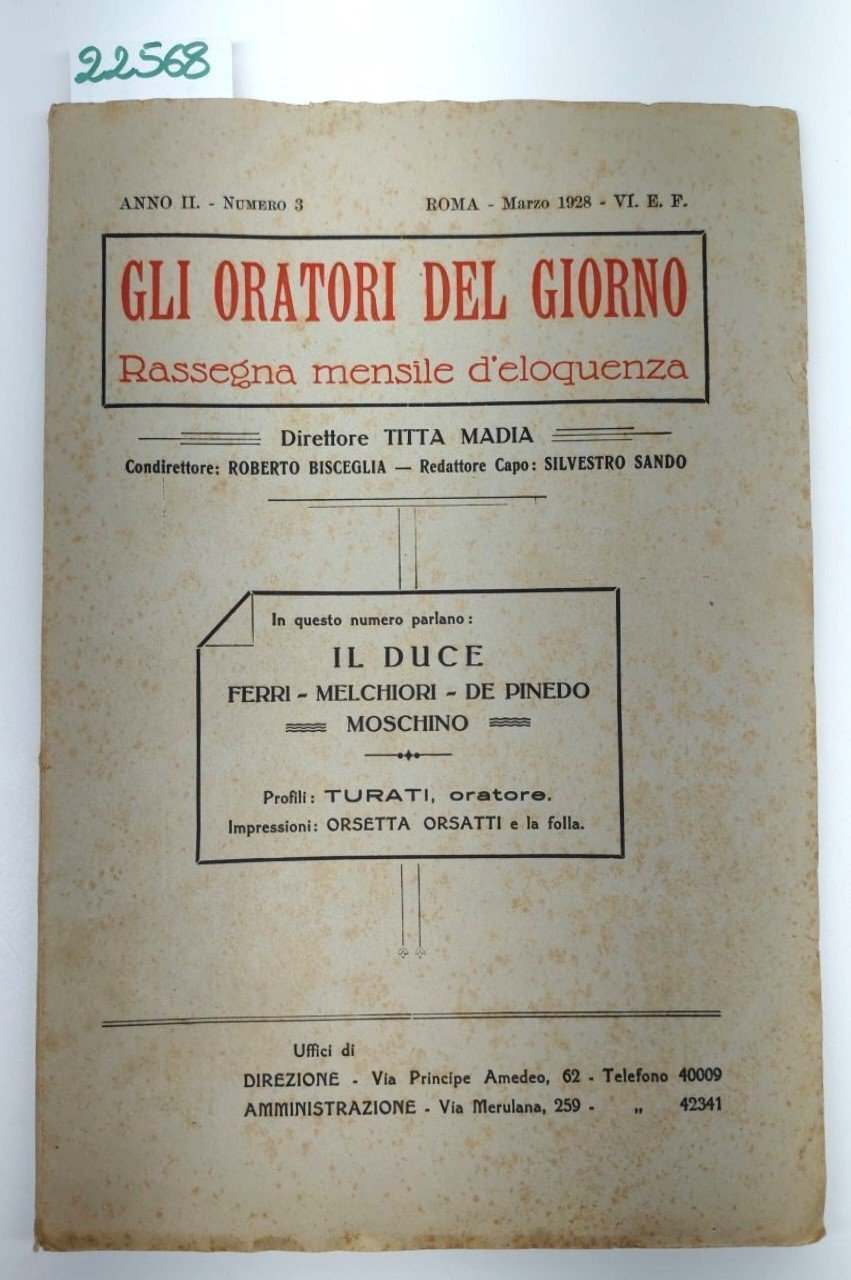 22568
ANNO II. - NUMERO 3 ROMA - Marzo 1928 - VI. E. F.
GLI ORATORI DEL GIORNO
Rassegna mensile d'eloquenza
Direttore TITTA MADIA
Condirettore: ROBERTO BISCEGLIA — Redattore Capo: SILVESTRO SANDO
In questo numero parlano:
IL DUCE
FERRI - MELCHIORI - DE PINEDO
MOSCHINO
Profili: TURATI, oratore.
Impressioni: ORSETTA ORSATTI e la folla.
Uffici di
DIREZIONE - Via Principe Amedeo, 62 - Telefono 40009
AMMINISTRAZIONE - Via Merulana, 259 - „ 42341